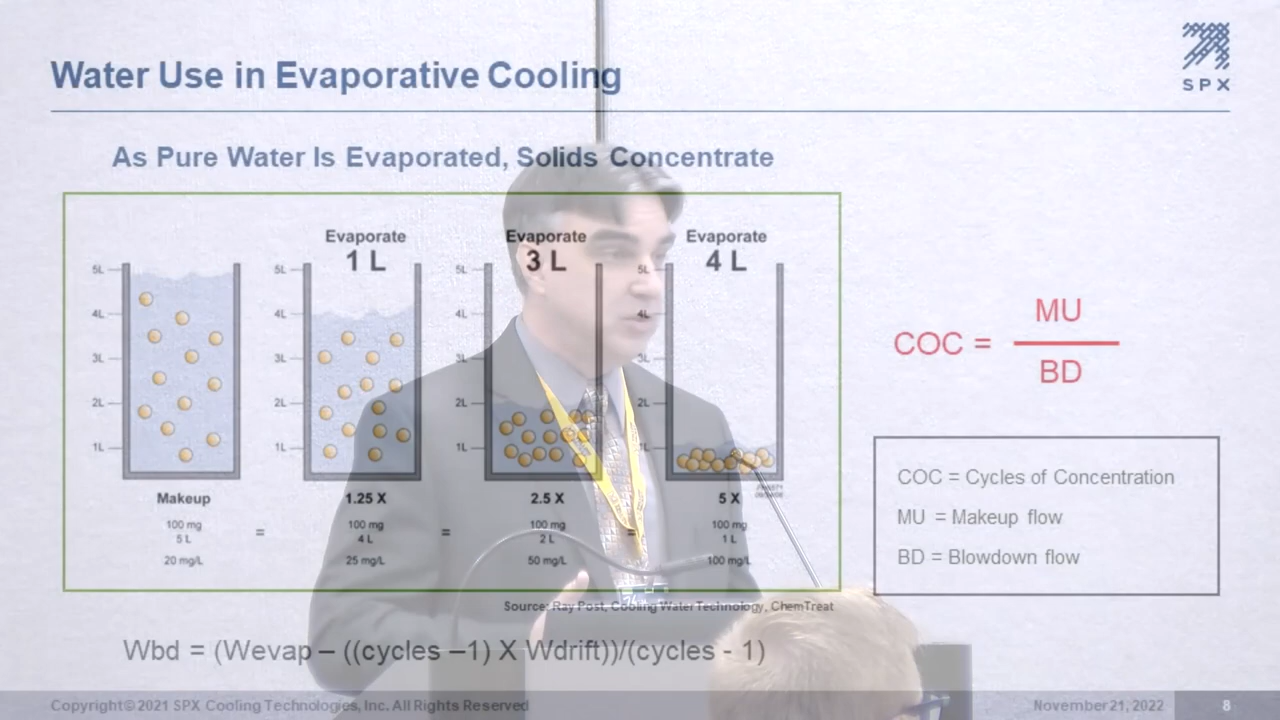 Water Use in Evaporative Cooling
SPX
As Pure Water Is Evaporated, Solids Concentrate
Evaporate
1 L
Evaporate
3 L
Evaporate
4 L
5L
4L
3L
2L
1L
5L
4L
3L
2L
1L
5L
4L
3L
2L
1L
5L
4L
3L
2L
1L
Makeup
1.25 X
2.5 X
5 X
100 mg
5 L
20 mg/L
=
100 mg
4 L
25 mg/L
=
100 mg
2 L
50 mg/L
=
100 mg
1 L
100 mg/L
Source: Ray Post, Cooling Water Technology, ChemTreat
COC = MU
BD
COC = Cycles of Concentration
MU = Makeup flow
BD = Blowdown flow
Wbd = (Wevap – ((cycles –1) X Wdrift))/(cycles - 1)
Copyright© 2021 SPX Cooling Technologies, Inc. All Rights Reserved
November 21, 2022
8